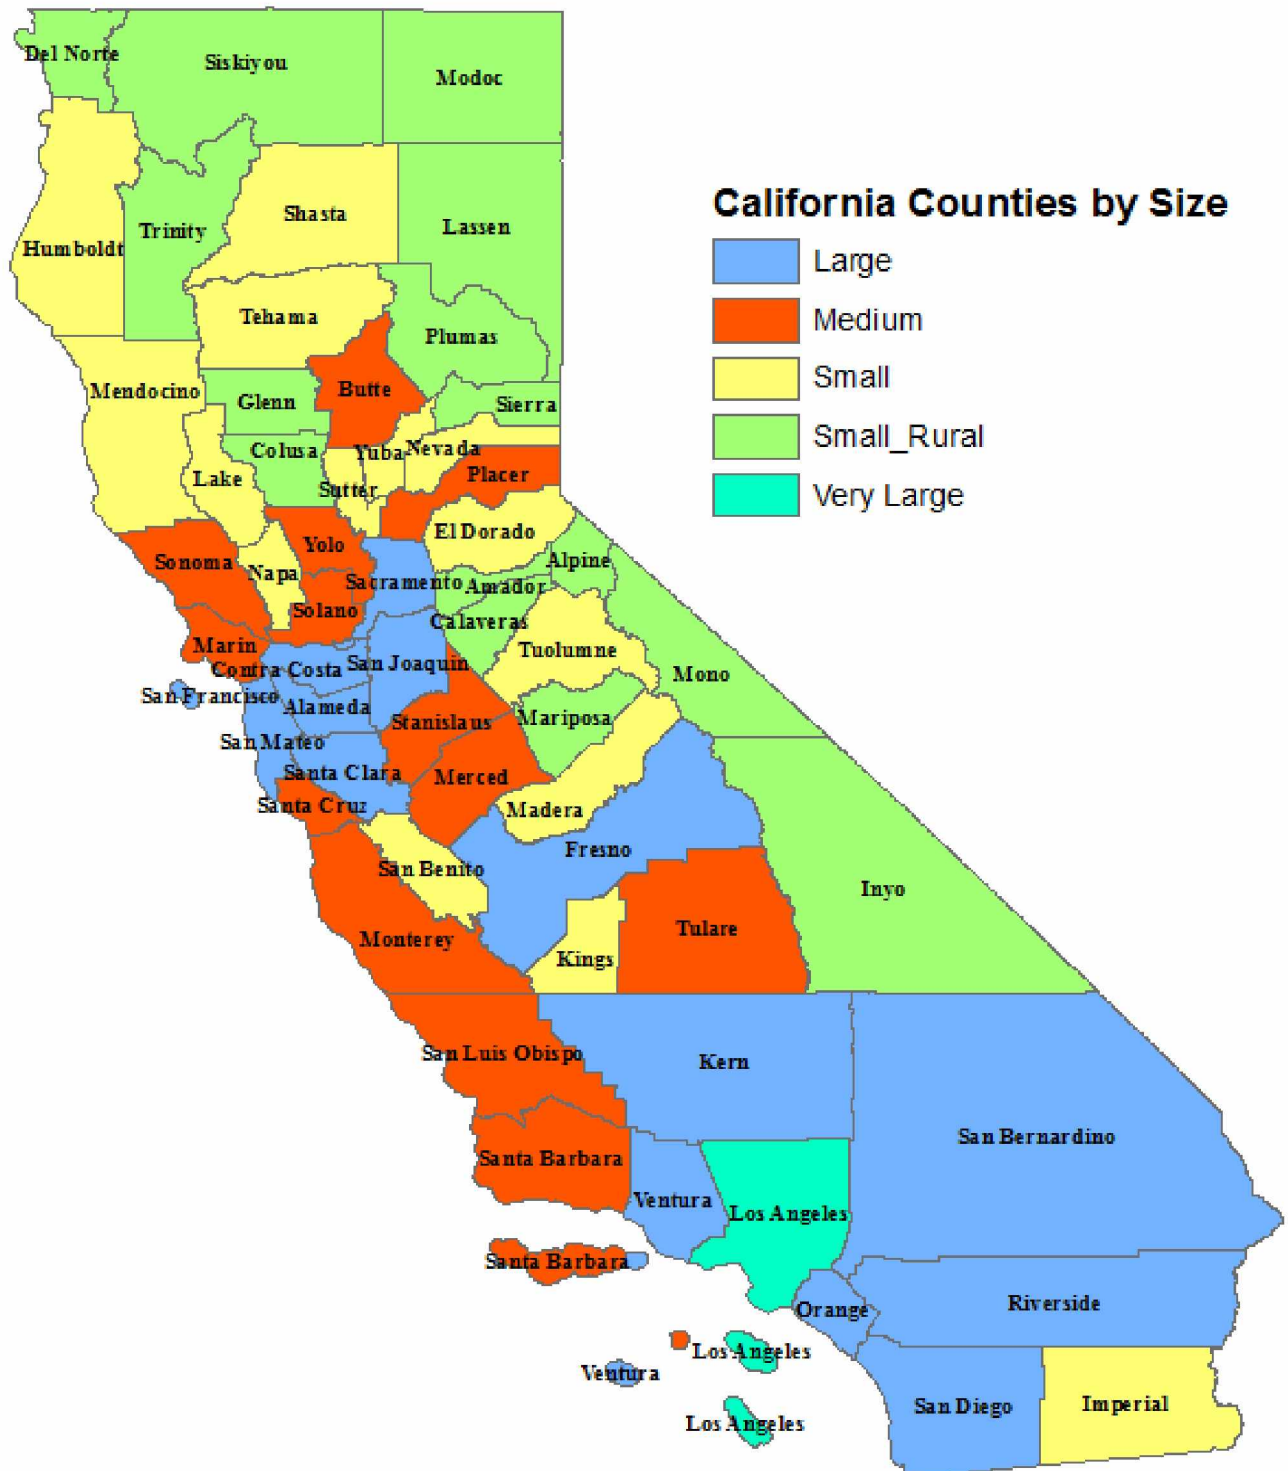 Del Norte
Siskiyou
Modoc
Shasta
Lassen
Trinity
Humboldt
California Counties by Size
Large
Medium
Small
Small_Rural
Very Large
Tehama
Plumas
Mendocino
Butte
Glenn
Sierra
Colusa
Yuba
Nevada
Lake
Sutter
Placer
El Dorado
Yolo
Sonoma
Napa
Alpine
Sacramento
Amador
Solano
Calaveras
Marin
Tuolumne
Contra Costa
San Joaquin
Mono
San Francisco
Alameda
Stanislaus
Mariposa
San Mateo
Santa Clara
Merced
Santa Cruz
Madera
Fresno
San Benito
Inyo
Tulare
Monterey
Kings
San Luis Obispo
Kern
San Bernardino
Santa Barbara
Ventura
Los Angeles
Santa Barbara
Orange
Riverside
Los Angeles
Ventura
San Diego
Imperial
Los Angeles